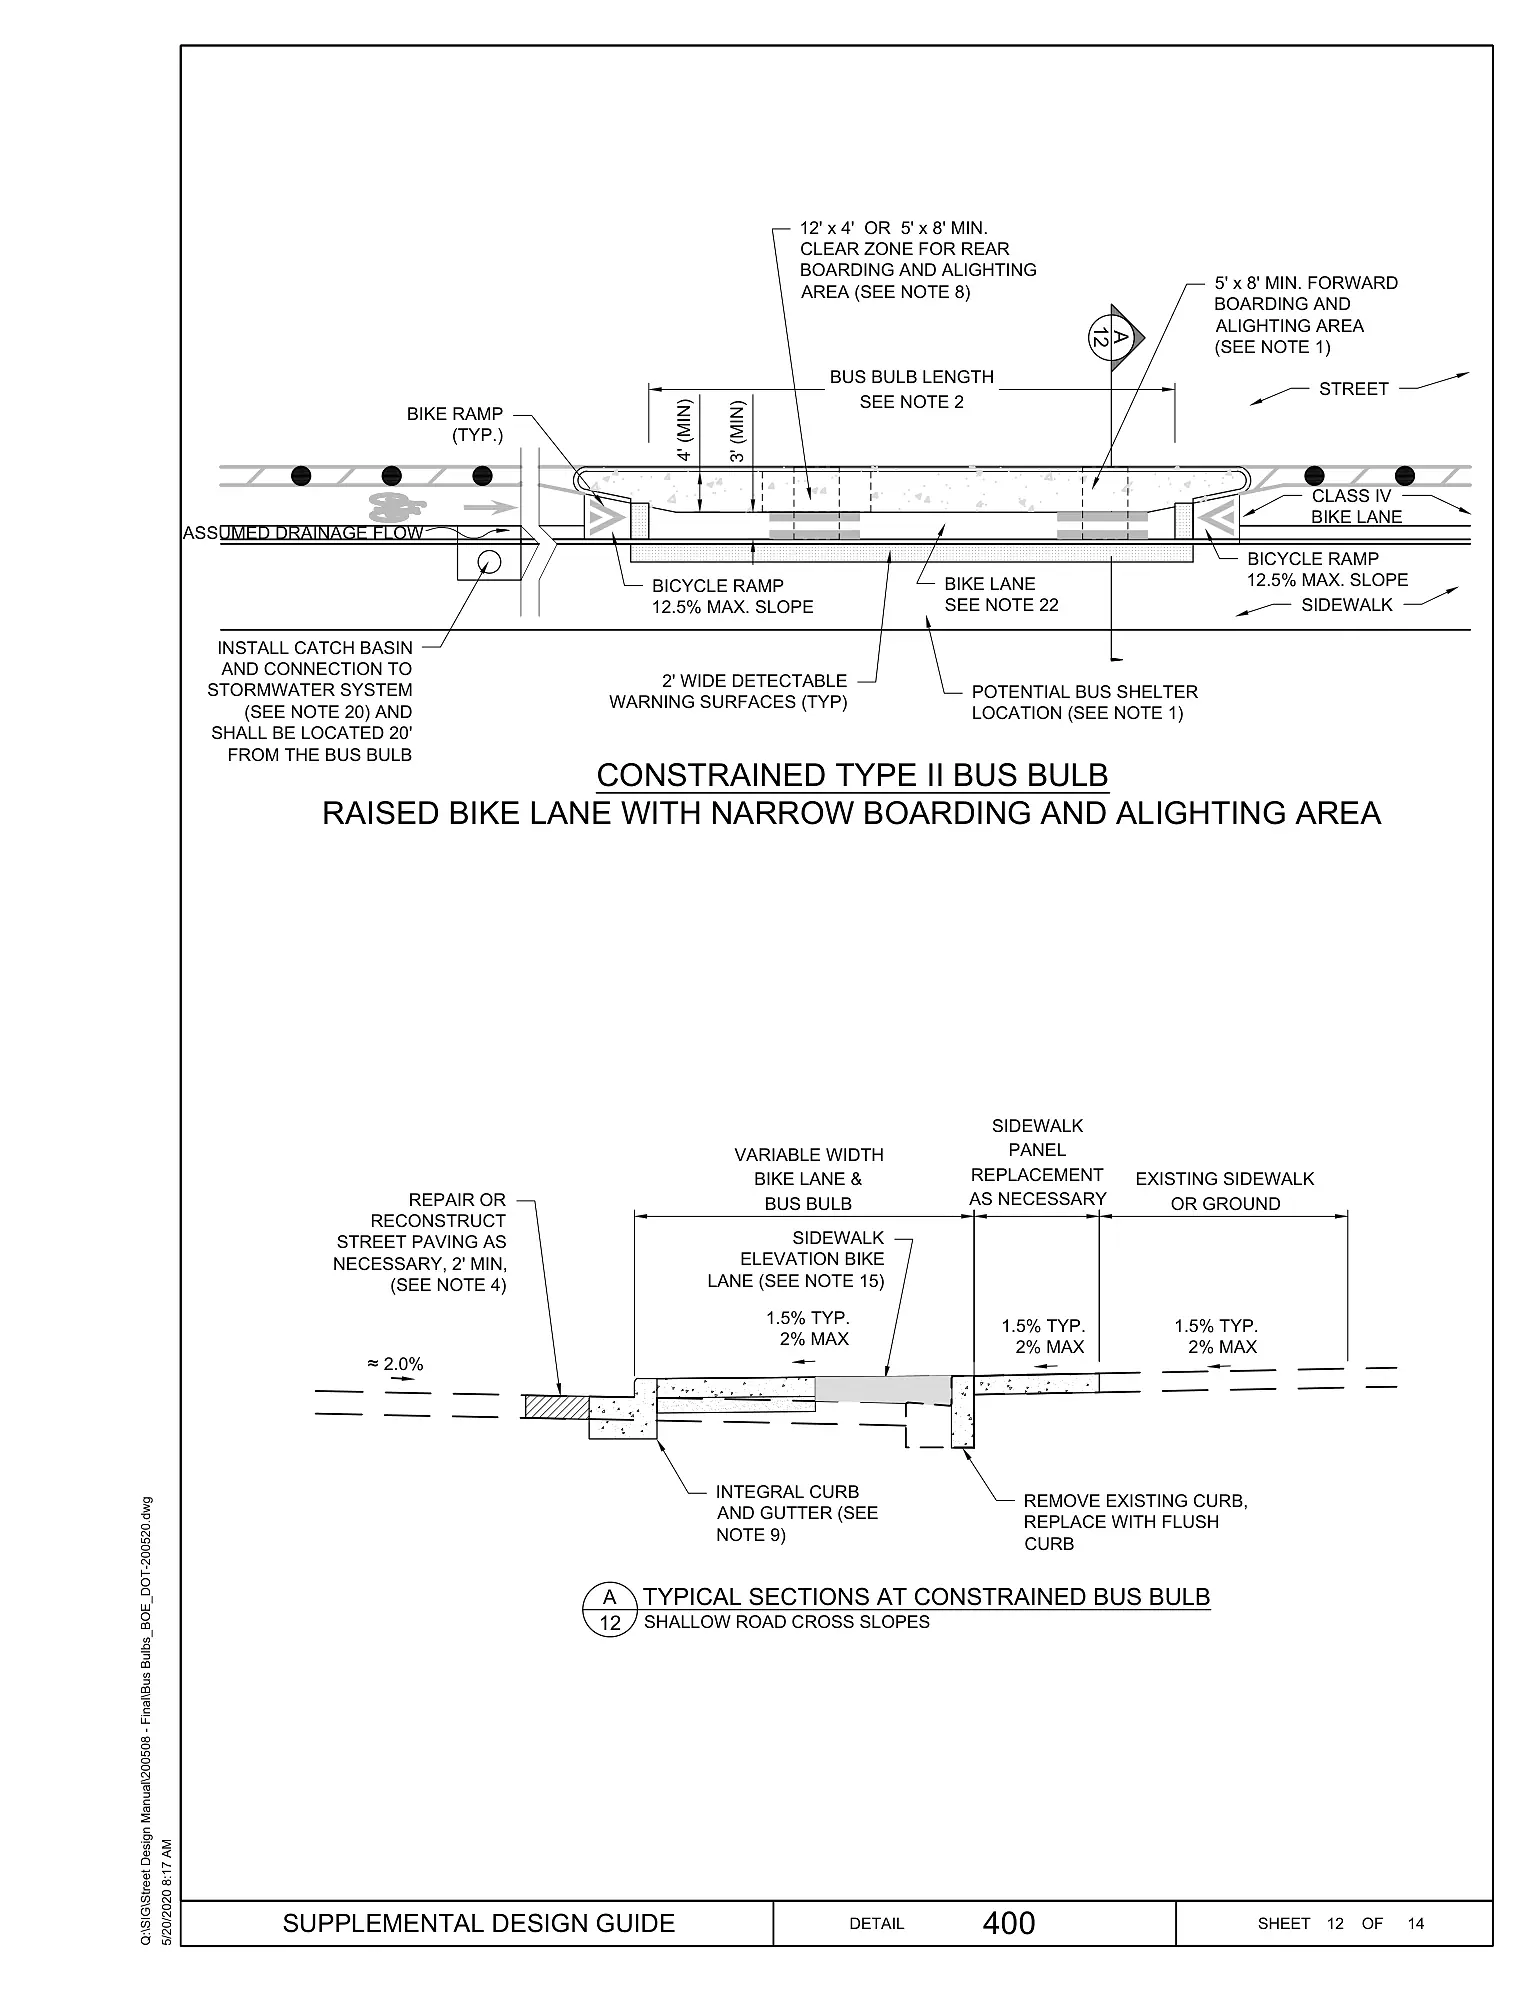 12' x 4' OR 5' x 8' MIN.
CLEAR ZONE FOR REAR
BOARDING AND ALIGHTING
AREA (SEE NOTE 8)
5' x 8' MIN. FORWARD
BOARDING AND
ALIGHTING AREA
(SEE NOTE 1)
A
12
BUS BULB LENGTH
SEE NOTE 2
STREET
BIKE RAMP
(TYP.)
4' (MIN)
3' (MIN)
CLASS IV
BIKE LANE
ASSUMED DRAINAGE FLOW
BICYCLE RAMP
12.5% MAX. SLOPE
BIKE LANE
SEE NOTE 22
BICYCLE RAMP
12.5% MAX. SLOPE
SIDEWALK
INSTALL CATCH BASIN
AND CONNECTION TO
STORMWATER SYSTEM
(SEE NOTE 20) AND
SHALL BE LOCATED 20'
FROM THE BUS BULB
2' WIDE DETECTABLE
WARNING SURFACES (TYP)
POTENTIAL BUS SHELTER
LOCATION (SEE NOTE 1)
CONSTRAINED TYPE II BUS BULB
RAISED BIKE LANE WITH NARROW BOARDING AND ALIGHTING AREA
VARIABLE WIDTH
BIKE LANE &
BUS BULB
SIDEWALK
PANEL
REPLACEMENT
AS NECESSARY
EXISTING SIDEWALK
OR GROUND
REPAIR OR
RECONSTRUCT
STREET PAVING AS
NECESSARY, 2' MIN,
(SEE NOTE 4)
SIDEWALK
ELEVATION BIKE
LANE (SEE NOTE 15)
1.5% TYP.
2% MAX
1.5% TYP.
2% MAX
1.5% TYP.
2% MAX
≈ 2.0%
INTEGRAL CURB
AND GUTTER (SEE
NOTE 9)
REMOVE EXISTING CURB,
REPLACE WITH FLUSH
CURB
A
12
TYPICAL SECTIONS AT CONSTRAINED BUS BULB
SHALLOW ROAD CROSS SLOPES
Q:\SIG\Street Design Manual\200508 - Final\Bus Bulbs_BOE_DOT-200520.dwg
5/20/2020 8:17 AM
SUPPLEMENTAL DESIGN GUIDE
DETAIL 400
SHEET 12 OF 14